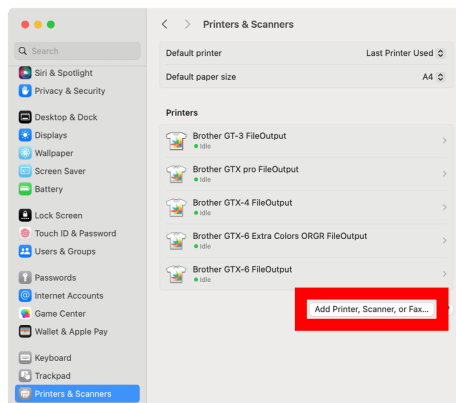 Printers & Scanners
Search
Siri & Spotlight
Privacy & Security
Desktop & Dock
Displays
Wallpaper
Screen Saver
Battery
Lock Screen
Touch ID & Password
Users & Groups
Passwords
Internet Accounts
Game Center
Wallet & Apple Pay
Keyboard
Trackpad
Printers & Scanners
Default printer Last Printer Used
Default paper size A4
Printers
Brother GT-3 FileOutput
Idle
Brother GTX pro FileOutput
Idle
Brother GTX-4 FileOutput
Idle
Brother GTX-6 Extra Colors ORGR FileOutput
Idle
Brother GTX-6 FileOutput
Idle
Add Printer, Scanner, or Fax...